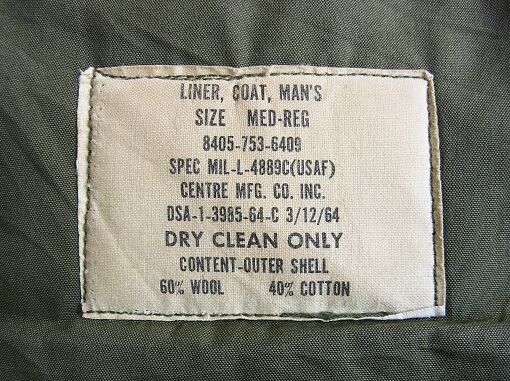 LINER, COAT, MAN'S
SIZE MED-REG
8405-753-6409
SPEC MIL-L-4889C(USAF)
CENTRE MFG. CO. INC.
DSA-1-3985-64-C 3/12/64
DRY CLEAN ONLY
CONTENT-OUTER SHELL
60% WOOL 40% COTTON